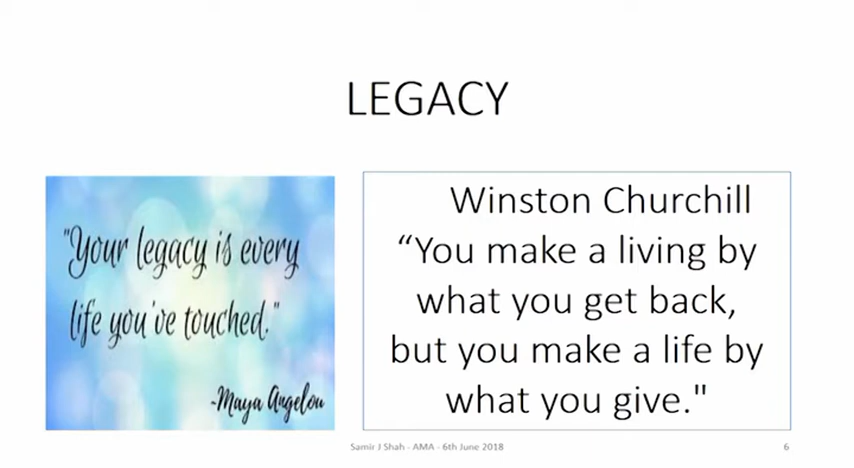 LEGACY
"Your legacy is every
life you've touched."
-Maya Angelou
Winston Churchill
“You make a living by
what you get back,
but you make a life by
what you give."
Samir J Shah - AMA - 6th June 2018
6